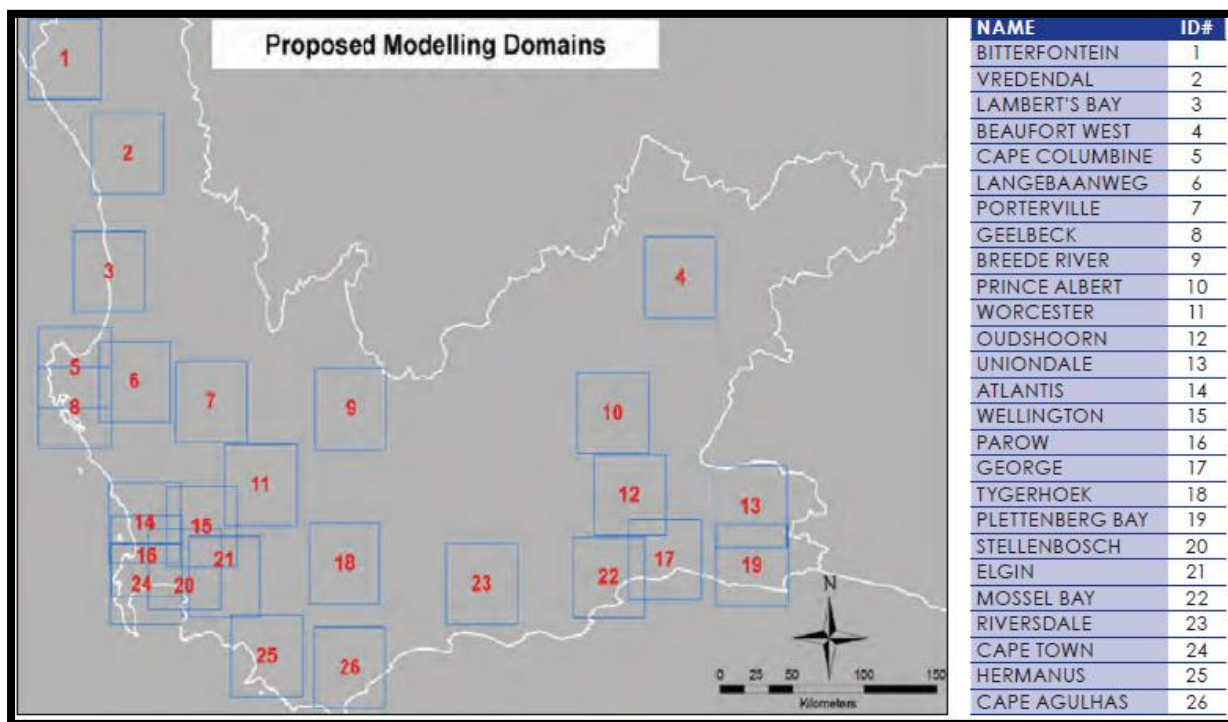 Proposed Modelling Domains
1
2
3
4
5
6
7
8
9
10
11
12
13
14
15
16
17
18
19
20
21
22
23
24
25
26
N
0 25 50 100 150
Kilometers
NAME ID#
BITTERFONTEIN 1
VREDENDAL 2
LAMBERT'S BAY 3
BEAUFORT WEST 4
CAPE COLUMBINE 5
LANGEBAANWEG 6
PORTERVILLE 7
GEELBECK 8
BREEDE RIVER 9
PRINCE ALBERT 10
WORCESTER 11
OUDSHOORN 12
UNIONDALE 13
ATLANTIS 14
WELLINGTON 15
PAROW 16
GEORGE 17
TYGERHOEK 18
PLETTENBERG BAY 19
STELLENBOSCH 20
ELGIN 21
MOSSEL BAY 22
RIVERSDALE 23
CAPE TOWN 24
HERMANUS 25
CAPE AGULHAS 26